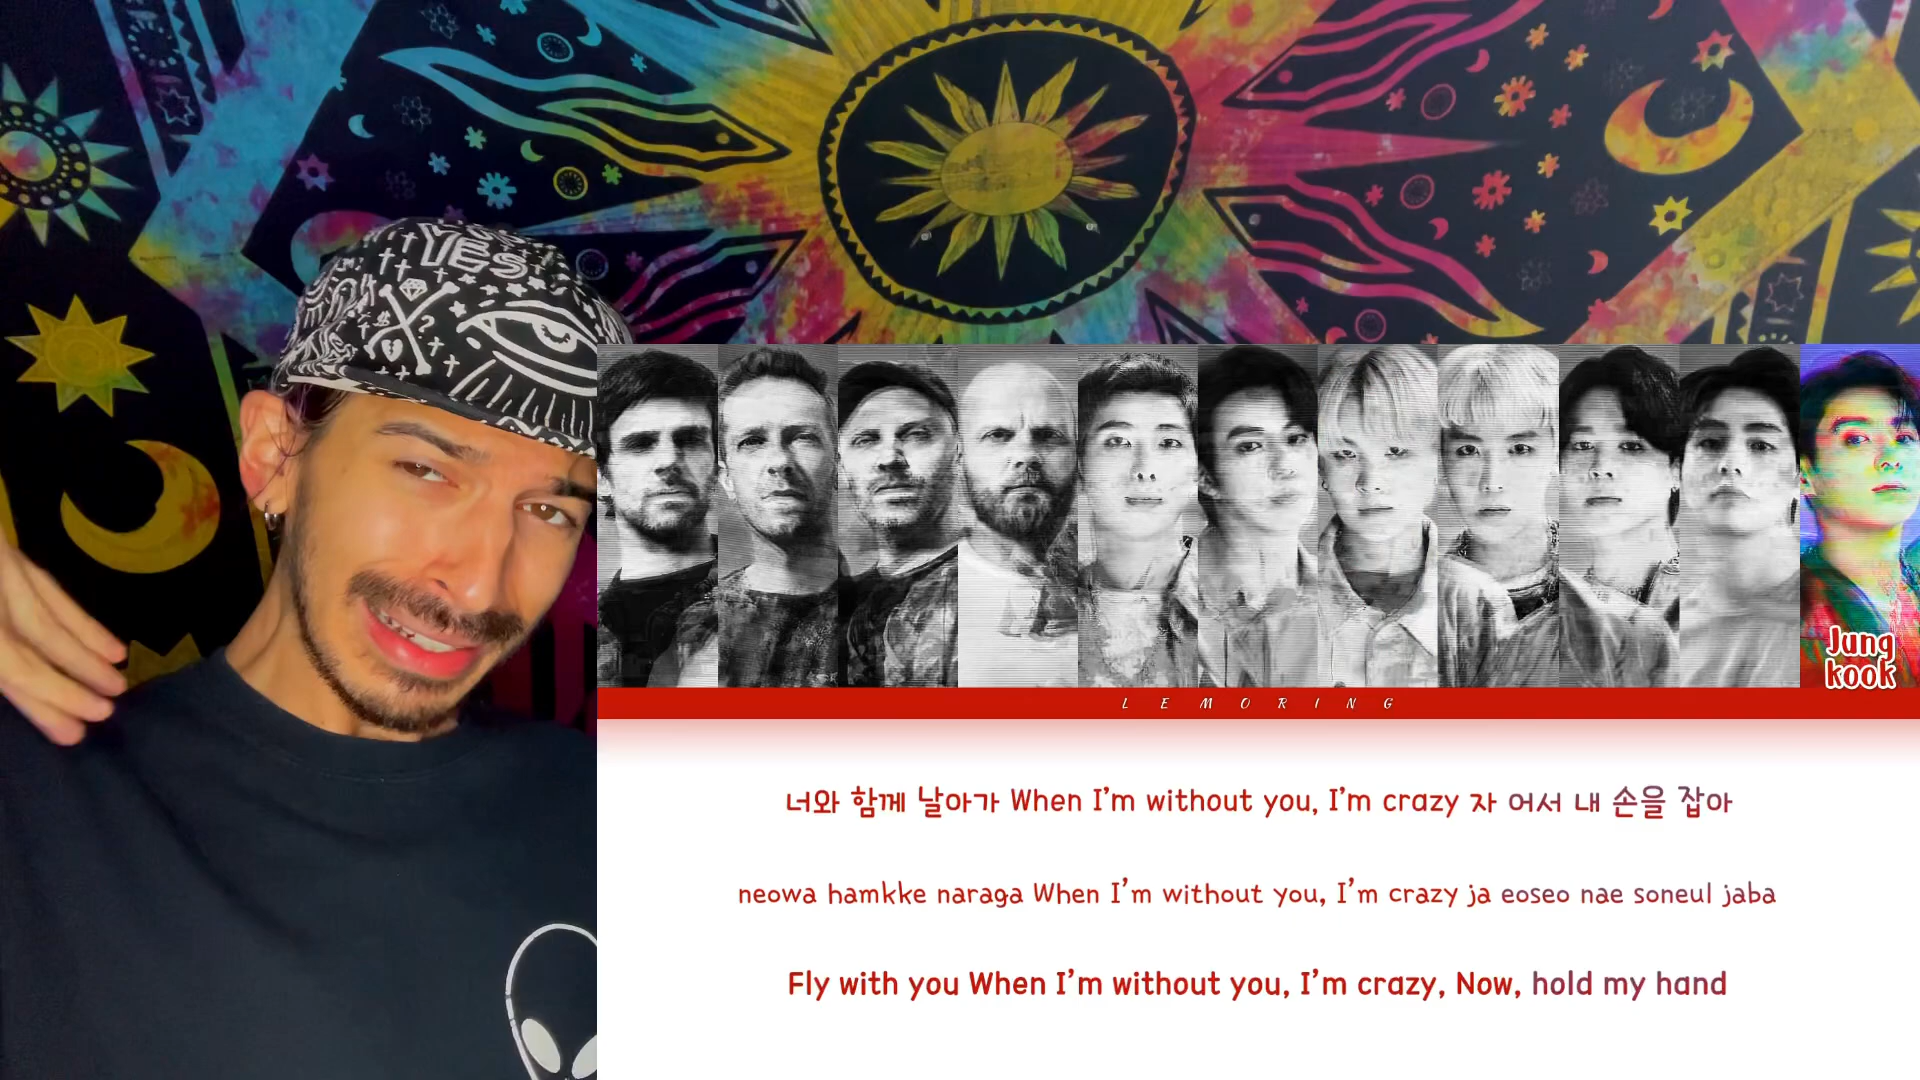 YES
?
Jung
kook
LEMORING
너와 함께 날아가 When I'm without you, I'm crazy 자 어서 내 손을 잡아
neowa hamkke naraga When I'm without you, I'm crazy ja eoseo nae soneul jaba
Fly with you When I'm without you, I'm crazy, Now, hold my hand